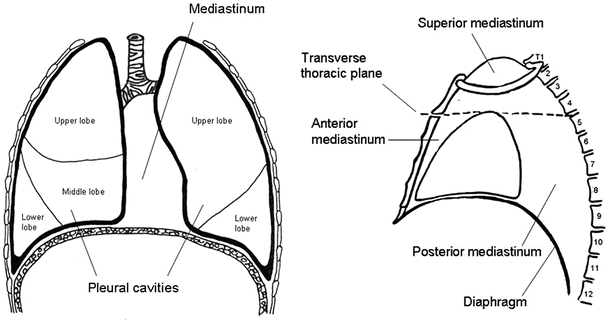 Mediastinum
Upper lobe
Upper lobe
Middle lobe
Lower
lobe
Lower
lobe
Pleural cavities
Superior mediastinum
Transverse
thoracic plane
Anterior
mediastinum
Posterior mediastinum
Diaphragm
T1
2
3
4
5
6
7
8
9
10
11
12